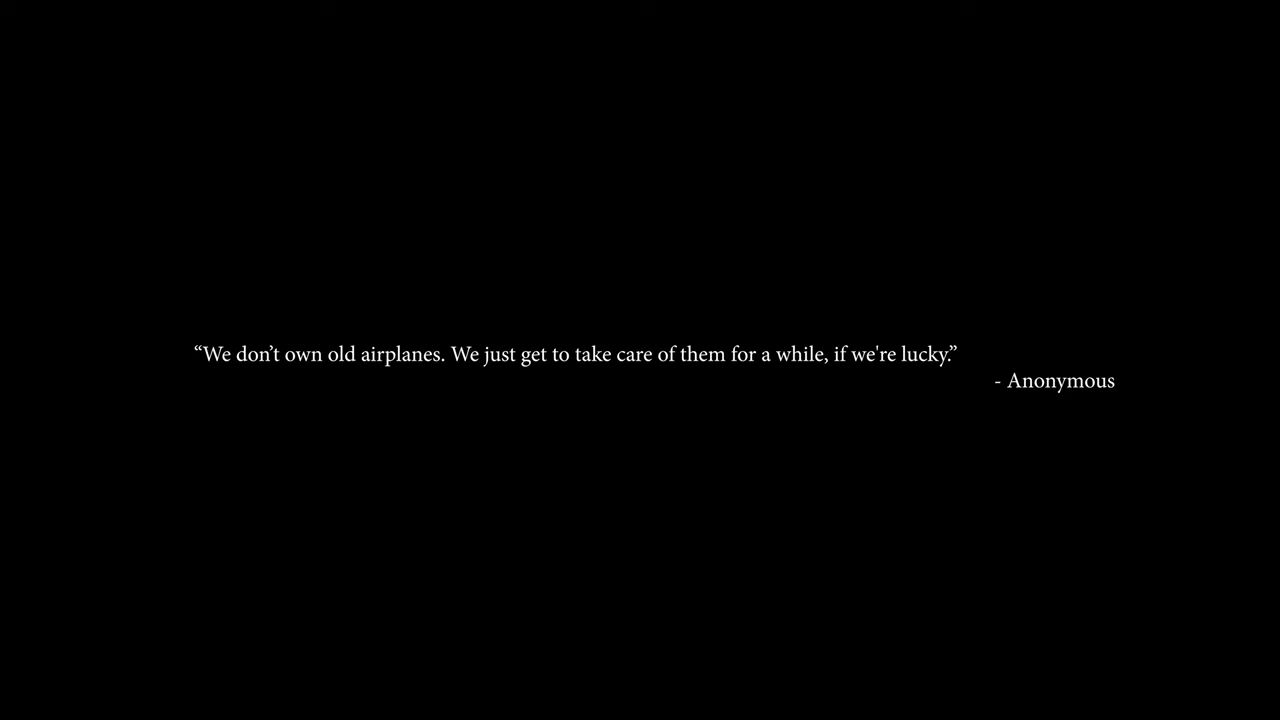 “We don’t own old airplanes. We just get to take care of them for a while, if we're lucky.”
- Anonymous